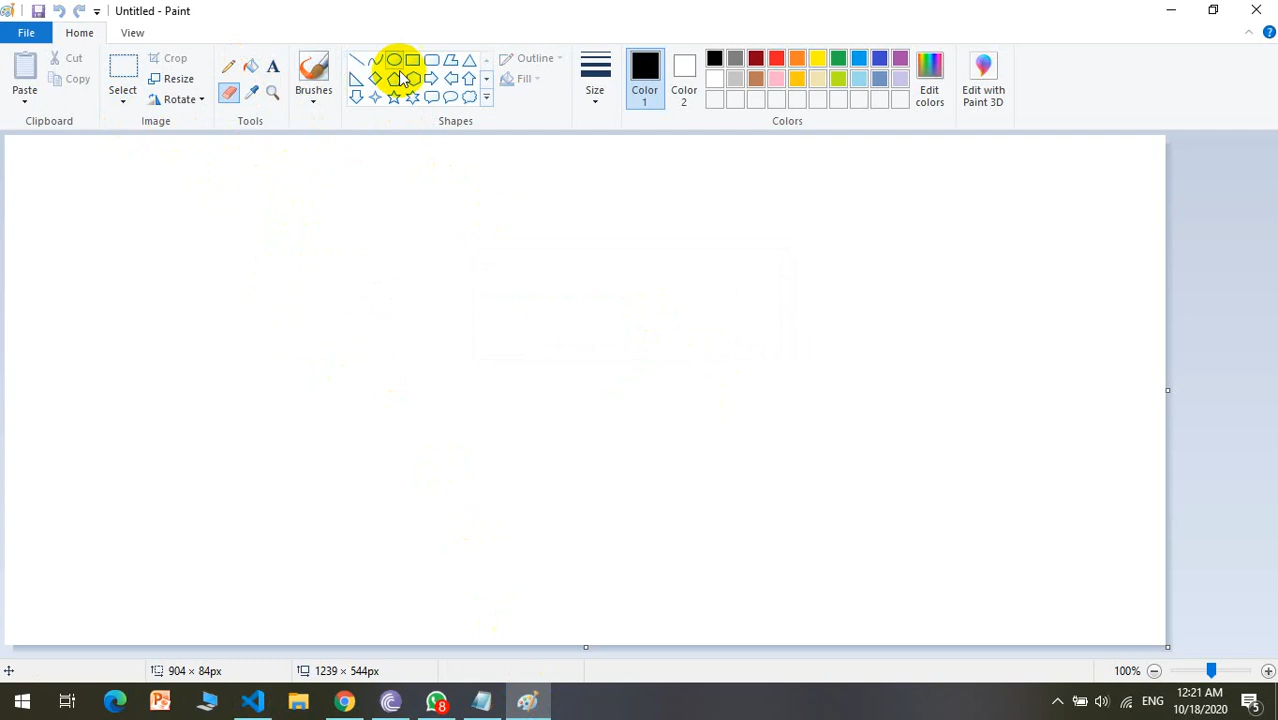 Untitled - Paint
File Home View
Paste Cut Copy Clipboard
Select Crop Resize Rotate Image
A Tools
Brushes
Shapes
Outline Fill
Size
Color 1 Color 2 Edit colors Colors
Edit with Paint 3D
904 × 84px 1239 × 544px 100%
8 ENG 12:21 AM
10/18/2020 5